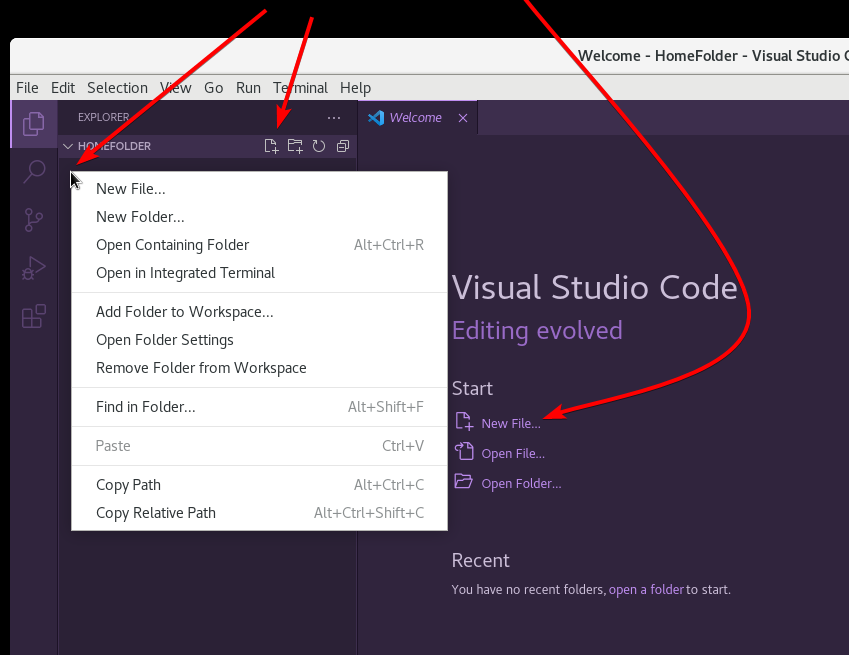 Welcome - HomeFolder - Visual Studio
File Edit Selection View Go Run Terminal Help
EXPLORER ...
Welcome
HOMEFOLDER
New File...
New Folder...
Open Containing Folder Alt+Ctrl+R
Open in Integrated Terminal
Add Folder to Workspace...
Open Folder Settings
Remove Folder from Workspace
Find in Folder... Alt+Shift+F
Paste Ctrl+V
Copy Path Alt+Ctrl+C
Copy Relative Path Alt+Ctrl+Shift+C
Visual Studio Code
Editing evolved
Start
New File...
Open File...
Open Folder...
Recent
You have no recent folders, open a folder to start.